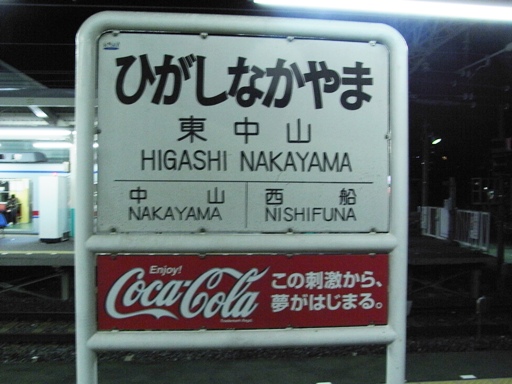 ひがしなかやま
東中山
HIGASHI NAKAYAMA
中山 西船
NAKAYAMA NISHIFUNA
Enjoy!
Coca-Cola
この刺激から、
夢がはじまる。